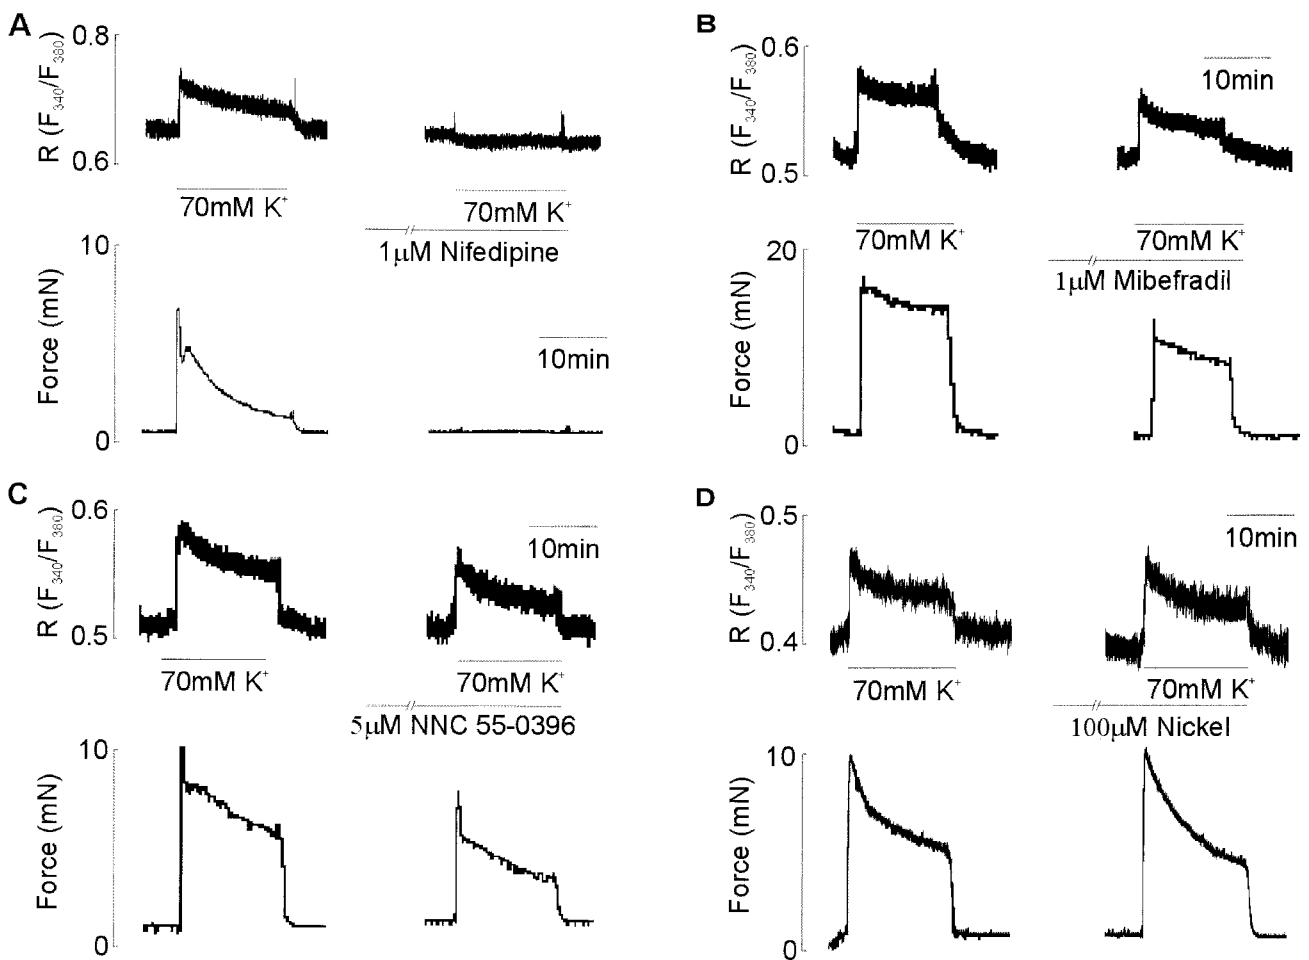 A
0.8
R (F340/F380)
0.6
70mM K+
70mM K+
1µM Nifedipine
10
Force (mN)
10min
0
B
0.6
10min
R (F340/F380)
0.5
70mM K+
70mM K+
1µM Mibefradil
20
Force (mN)
10
0
C
0.6
10min
R (F340/F380)
0.5
70mM K+
70mM K+
5µM NNC 55-0396
10
Force (mN)
0
D
0.5
10min
R (F340/F380)
0.4
70mM K+
70mM K+
100µM Nickel
10
Force (mN)
0